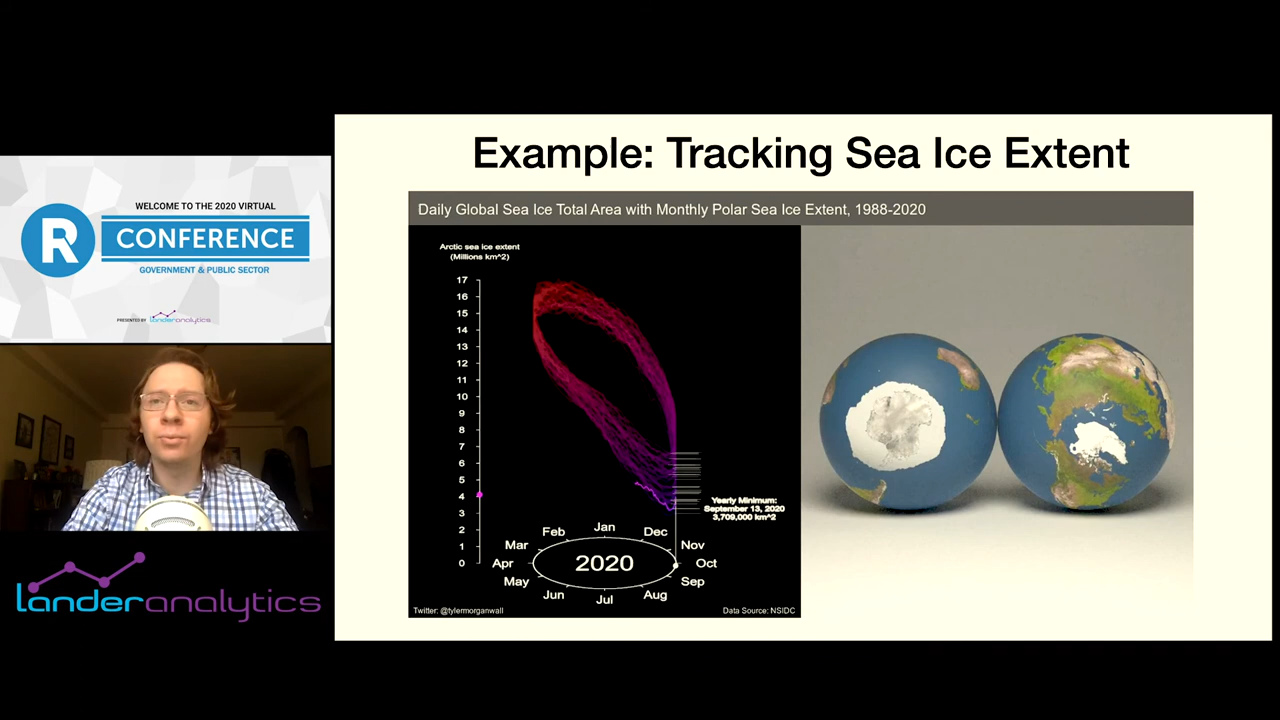 WELCOME TO THE 2020 VIRTUAL
R
CONFERENCE
GOVERNMENT & PUBLIC SECTOR
PRESENTED BY landeranalytics
landeranalytics
Example: Tracking Sea Ice Extent
Daily Global Sea Ice Total Area with Monthly Polar Sea Ice Extent, 1988-2020
Arctic sea ice extent
(Millions km^2)
17
16
15
14
13
12
11
10
9
8
7
6
5
4
3
2
1
0
Yearly Minimum:
September 13, 2020
3,709,000 km^2
Jan
Feb
Dec
Mar
Nov
Apr
2020
Oct
May
Sep
Jun
Aug
Jul
Twitter: @tylermorganwall
Data Source: NSIDC